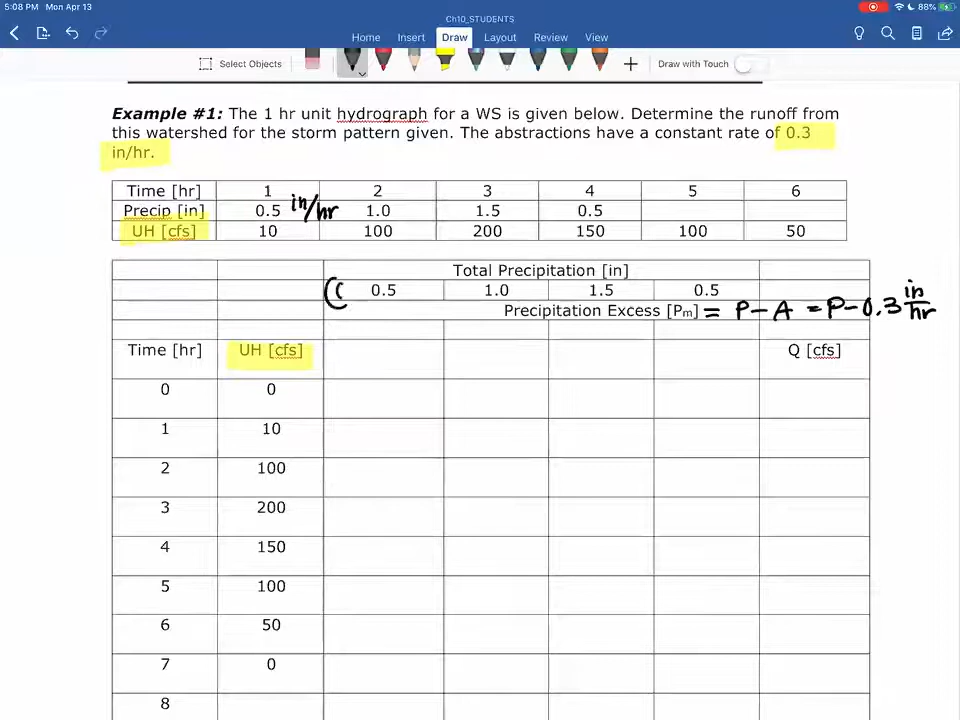 5:08 PM Mon Apr 13 88%
Ch10_STUDENTS
Home Insert Draw Layout Review View
Select Objects Draw with Touch
Example #1: The 1 hr unit hydrograph for a WS is given below. Determine the runoff from
this watershed for the storm pattern given. The abstractions have a constant rate of 0.3
in/hr.
Time [hr] 1 2 3 4 5 6
Precip [in] 0.5 in/hr 1.0 1.5 0.5
UH [cfs] 10 100 200 150 100 50
Total Precipitation [in]
0.5 1.0 1.5 0.5
Precipitation Excess [Pm] = P-A = P-0.3 in/hr
Time [hr] UH [cfs] Q [cfs]
0 0
1 10
2 100
3 200
4 150
5 100
6 50
7 0
8